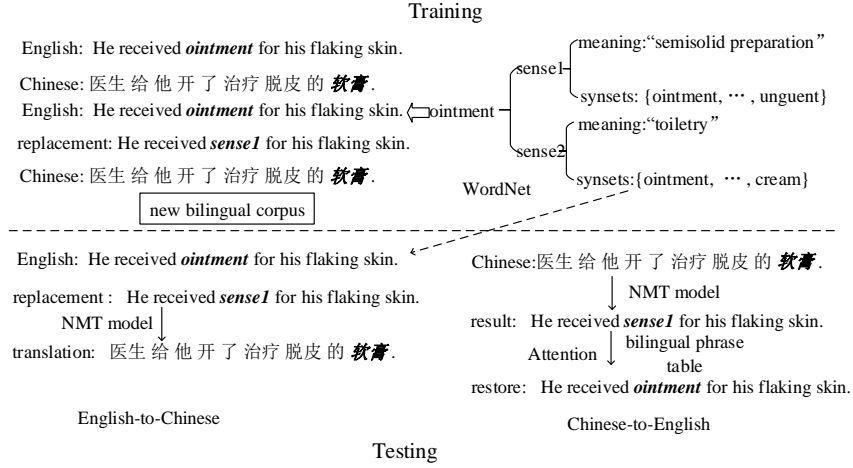 Training
English: He received ointment for his flaking skin.
Chinese: 医生 给 他 开 了 治疗 脱皮 的 软膏 .
English: He received ointment for his flaking skin.
replacement: He received sense1 for his flaking skin.
Chinese: 医生 给 他 开 了 治疗 脱皮 的 软膏 .
new bilingual corpus
ointment
sense1
meaning:“semisolid preparation”
synsets: {ointment, ⋯ , unguent}
sense2
meaning:“toiletry”
synsets:{ointment, ⋯ , cream}
WordNet
English: He received ointment for his flaking skin.
replacement : He received sense1 for his flaking skin.
NMT model
translation: 医生 给 他 开 了 治疗 脱皮 的 软膏 .
English-to-Chinese
Chinese:医生 给 他 开 了 治疗 脱皮 的 软膏 .
NMT model
result: He received sense1 for his flaking skin.
Attention
bilingual phrase
table
restore: He received ointment for his flaking skin.
Chinese-to-English
Testing